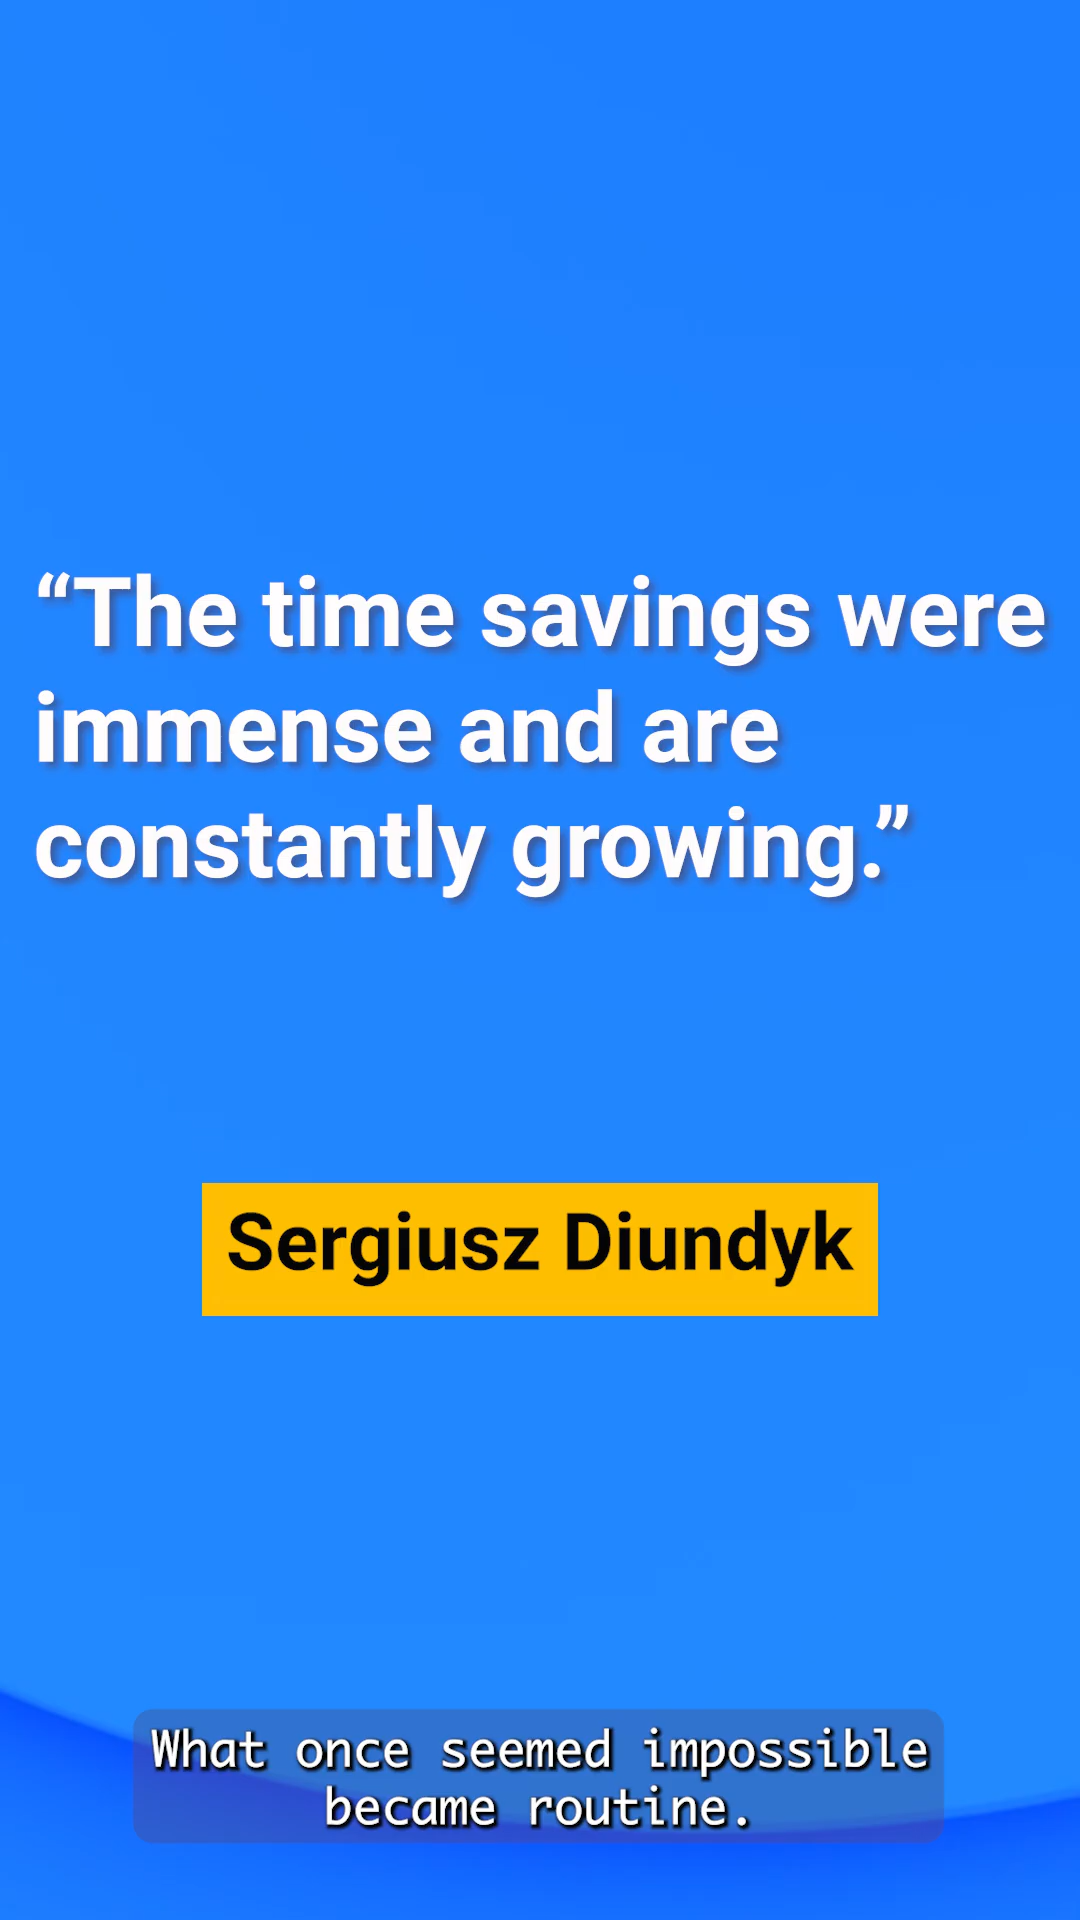 “The time savings were
immense and are
constantly growing.”
Sergiusz Diundyk
What once seemed impossible
became routine.